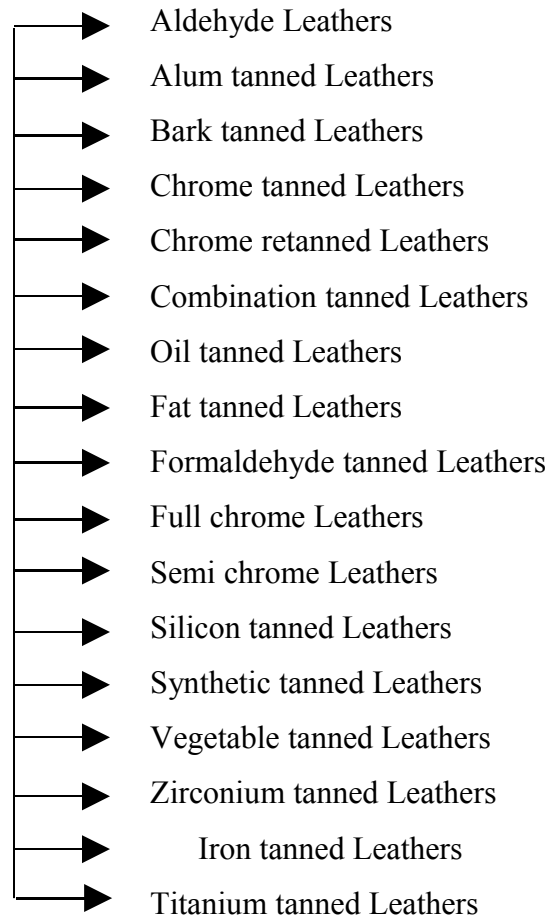 Aldehyde Leathers
Alum tanned Leathers
Bark tanned Leathers
Chrome tanned Leathers
Chrome retanned Leathers
Combination tanned Leathers
Oil tanned Leathers
Fat tanned Leathers
Formaldehyde tanned Leathers
Full chrome Leathers
Semi chrome Leathers
Silicon tanned Leathers
Synthetic tanned Leathers
Vegetable tanned Leathers
Zirconium tanned Leathers
Iron tanned Leathers
Titanium tanned Leathers